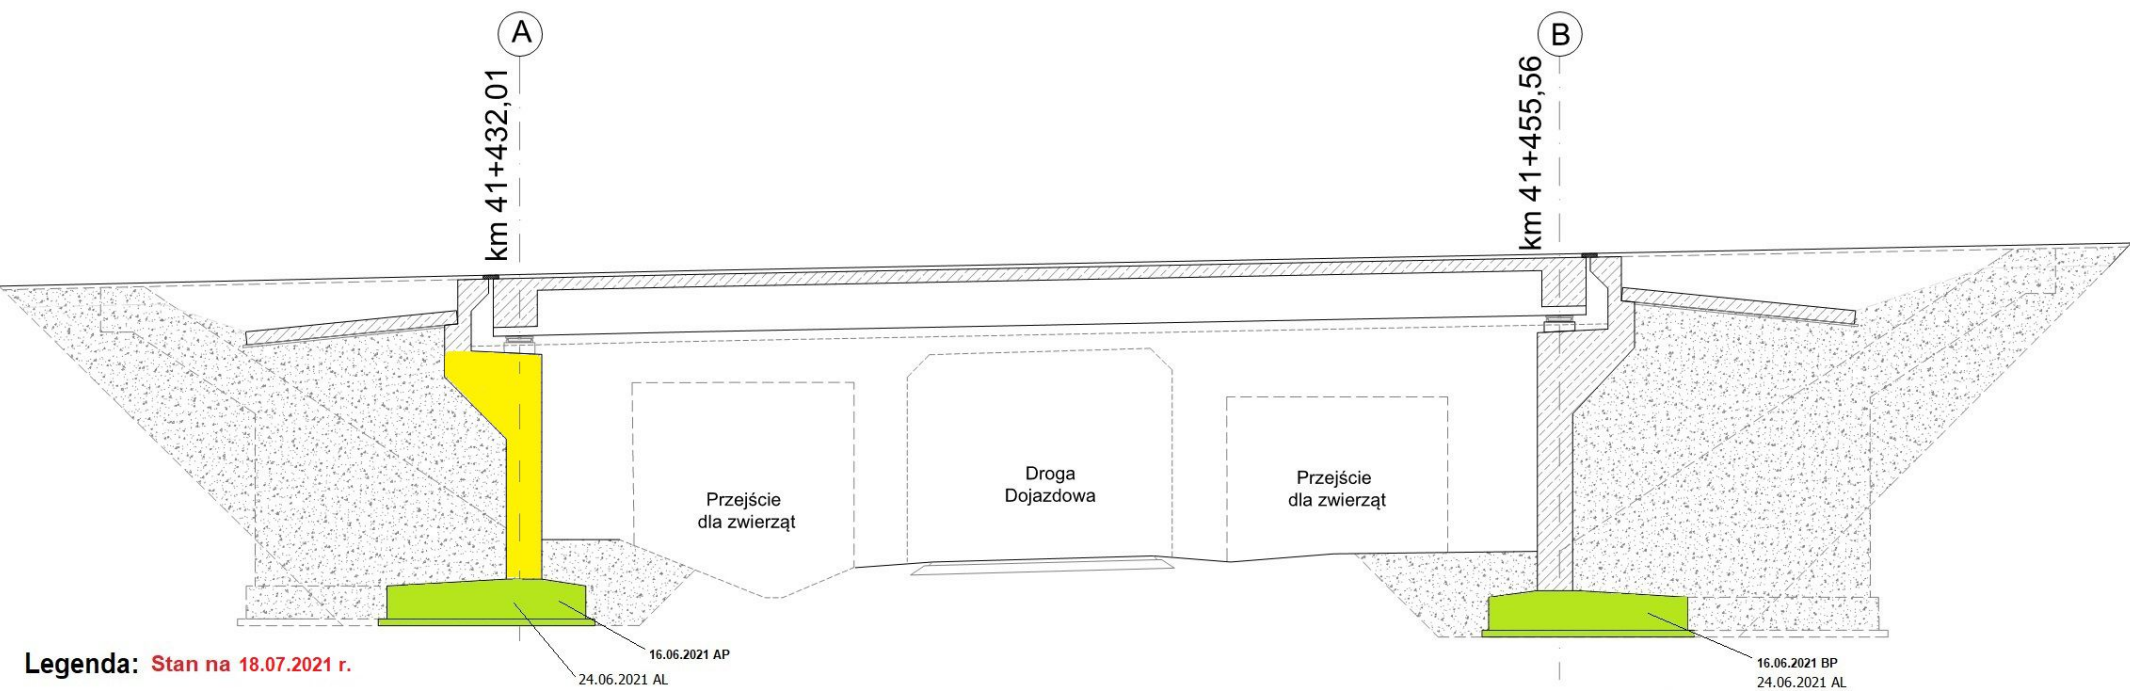 A
B
km 41+432,01
km 41+455,56
Przejście
dla zwierząt
Droga
Dojazdowa
Przejście
dla zwierząt
16.06.2021 AP
24.06.2021 AL
16.06.2021 BP
24.06.2021 AL
Legenda: Stan na 18.07.2021 r.